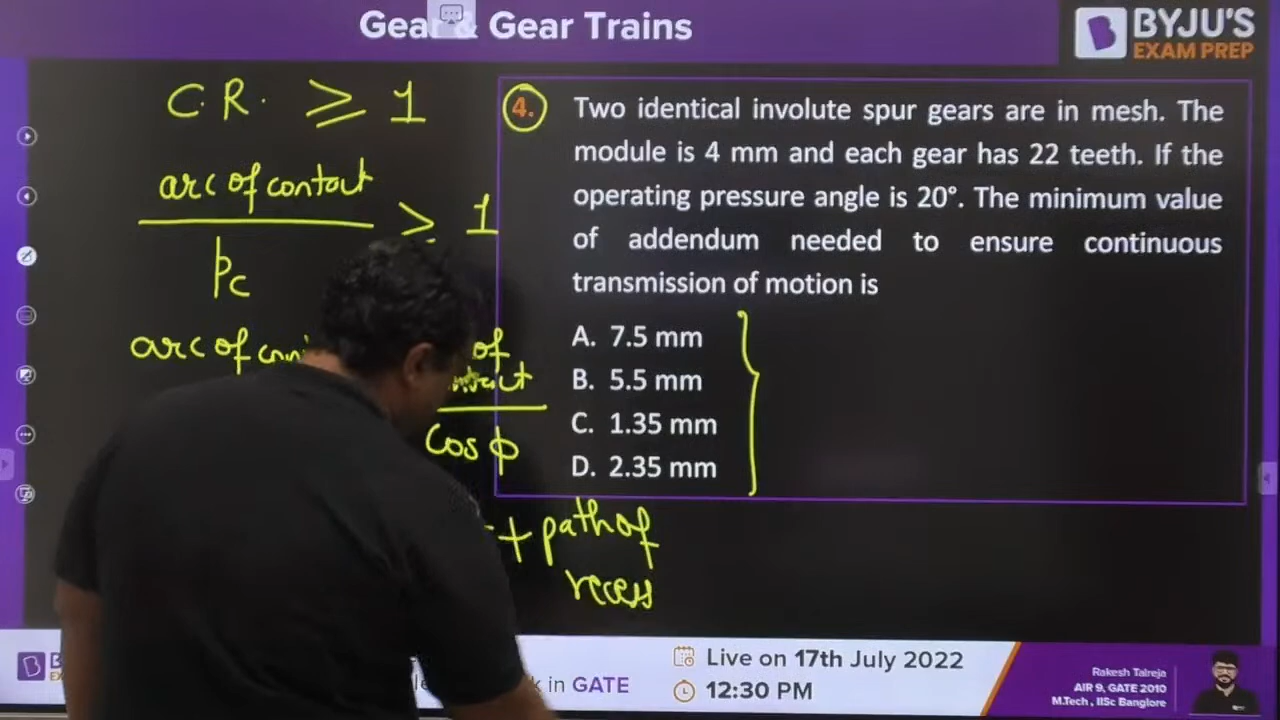 Gear & Gear Trains
BYJU'S
EXAM PREP
C.R. ≥ 1
arc of contact
≥ 1
Pc
arc of
of
cos ϕ
+ path of
recess
4. Two identical involute spur gears are in mesh. The
module is 4 mm and each gear has 22 teeth. If the
operating pressure angle is 20°. The minimum value
of addendum needed to ensure continuous
transmission of motion is
A. 7.5 mm
B. 5.5 mm
C. 1.35 mm
D. 2.35 mm
in GATE
Live on 17th July 2022
12:30 PM
Rakesh Talreja
AIR 9, GATE 2010
M.Tech, IISc Banglore